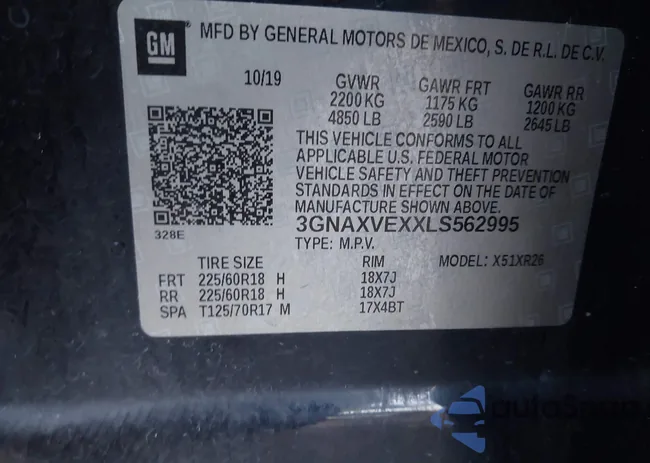 GM
MFD BY GENERAL MOTORS DE MEXICO, S. DE R.L. DE C.V.
10/19 GVWR GAWR FRT GAWR RR
2200 KG 1175 KG 1200 KG
4850 LB 2590 LB 2645 LB
THIS VEHICLE CONFORMS TO ALL
APPLICABLE U.S. FEDERAL MOTOR
VEHICLE SAFETY AND THEFT PREVENTION
STANDARDS IN EFFECT ON THE DATE OF
MANUFACTURE SHOWN ABOVE.
328E
3GNAXVEXXLS562995
TYPE: M.P.V.
TIRE SIZE RIM MODEL: X51XR26
FRT 225/60R18 H 18X7J
RR 225/60R18 H 18X7J
SPA T125/70R17 M 17X4BT